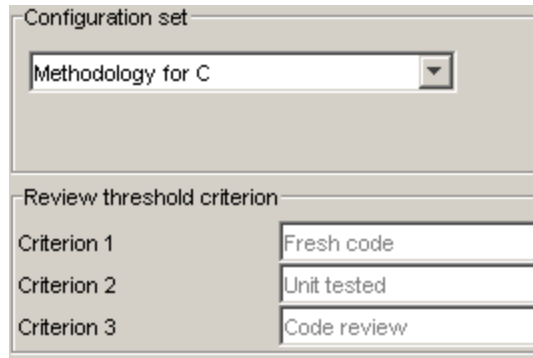 Configuration set
Methodology for C
Review threshold criterion
Criterion 1 Fresh code
Criterion 2 Unit tested
Criterion 3 Code review